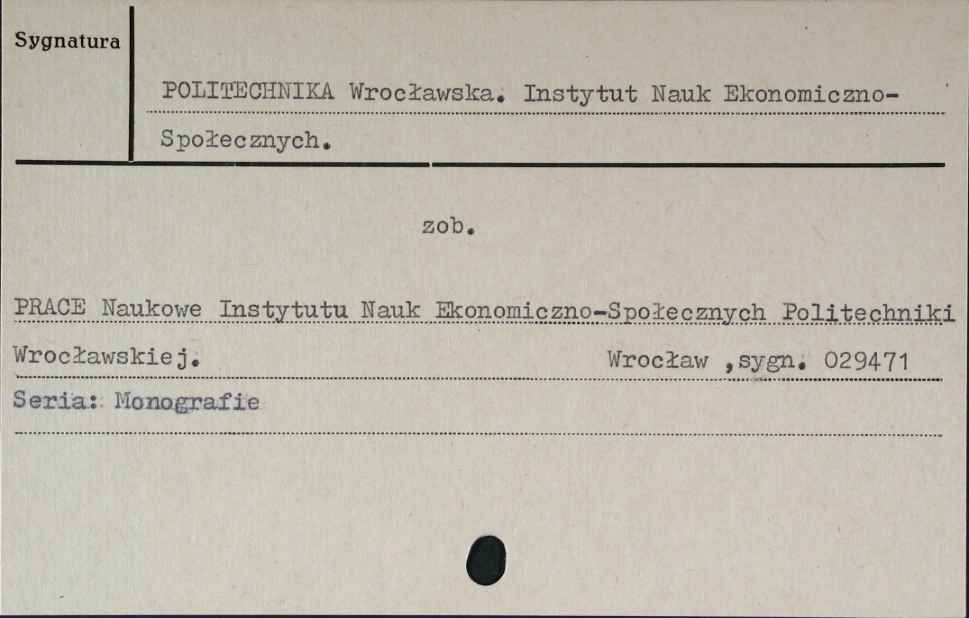 Sygnatura
POLITECHNIKA Wrocławska. Instytut Nauk Ekonomiczno-
Społecznych.
zob.
PRACE Naukowe Instytutu Nauk Ekonomiczno-Społecznych Politechniki
Wrocławskiej. Wrocław ,sygn. O29471
Seria: Monografie